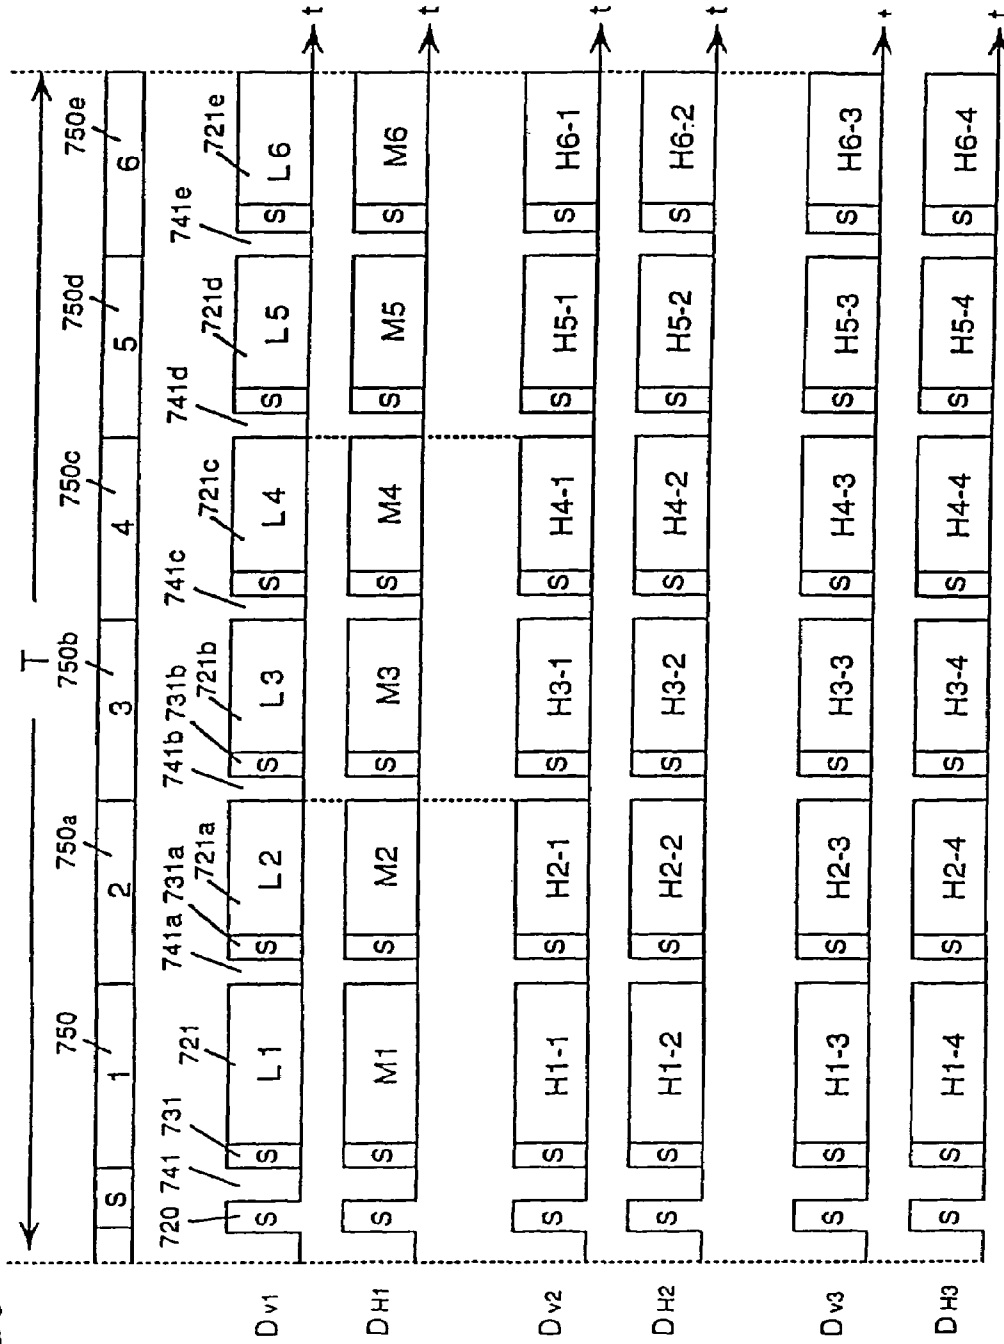 T
750 750a 750b 750c 750d 750e
S 1 2 3 4 5 6
720 741 731 721 741a 731a 721a 741b 731b 721b 741c 721c 741d 721d 741e 721e
Dv1 S S L1 S L2 S L3 S L4 S L5 S L6 t
DH1 S S M1 S M2 S M3 S M4 S M5 S M6 t
Dv2 S S H1-1 S H2-1 S H3-1 S H4-1 S H5-1 S H6-1 t
DH2 S S H1-2 S H2-2 S H3-2 S H4-2 S H5-2 S H6-2 t
Dv3 S S H1-3 S H2-3 S H3-3 S H4-3 S H5-3 S H6-3 t
DH3 S S H1-4 S H2-4 S H3-4 S H4-4 S H5-4 S H6-4 t